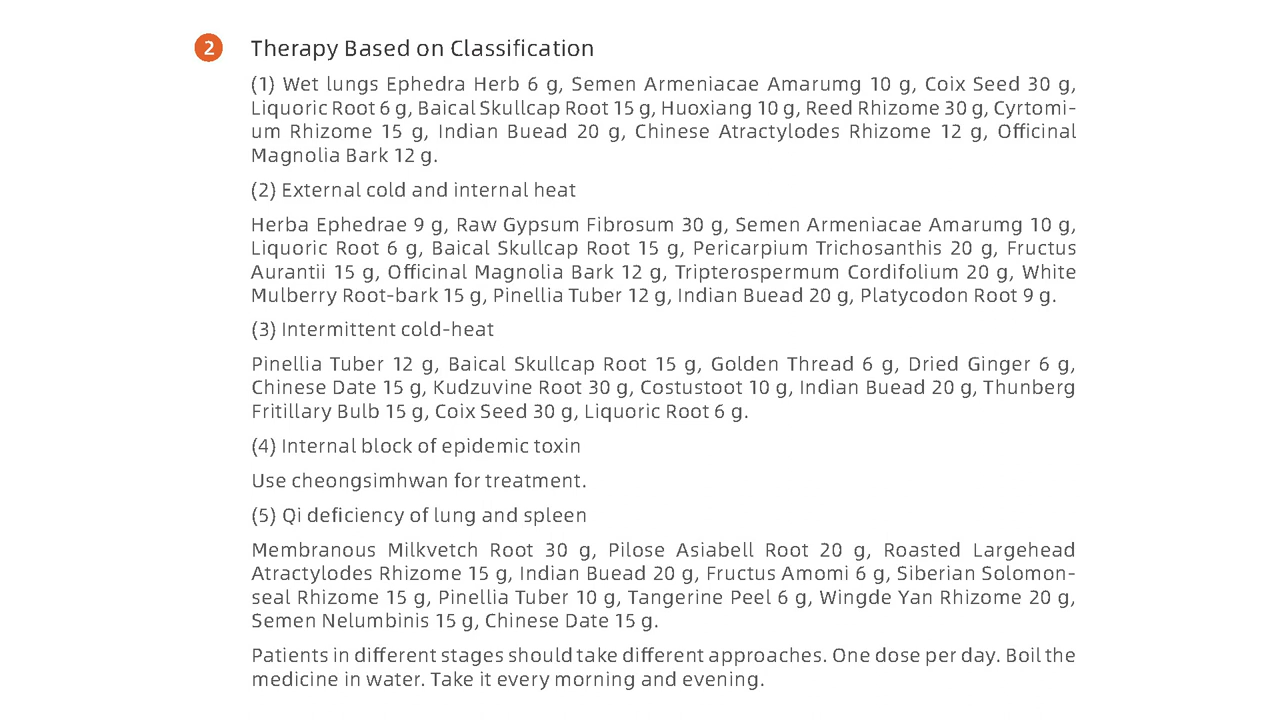 2 Therapy Based on Classification
(1) Wet lungs Ephedra Herb 6 g, Semen Armeniacae Amarumg 10 g, Coix Seed 30 g,
Liquoric Root 6 g, Baical Skullcap Root 15 g, Huoxiang 10 g, Reed Rhizome 30 g, Cyrtomi-
um Rhizome 15 g, Indian Buead 20 g, Chinese Atractylodes Rhizome 12 g, Officinal
Magnolia Bark 12 g.
(2) External cold and internal heat
Herba Ephedrae 9 g, Raw Gypsum Fibrosum 30 g, Semen Armeniacae Amarumg 10 g,
Liquoric Root 6 g, Baical Skullcap Root 15 g, Pericarpium Trichosanthis 20 g, Fructus
Aurantii 15 g, Officinal Magnolia Bark 12 g, Tripterospermum Cordifolium 20 g, White
Mulberry Root-bark 15 g, Pinellia Tuber 12 g, Indian Buead 20 g, Platycodon Root 9 g.
(3) Intermittent cold-heat
Pinellia Tuber 12 g, Baical Skullcap Root 15 g, Golden Thread 6 g, Dried Ginger 6 g,
Chinese Date 15 g, Kudzuvine Root 30 g, Costustoot 10 g, Indian Buead 20 g, Thunberg
Fritillary Bulb 15 g, Coix Seed 30 g, Liquoric Root 6 g.
(4) Internal block of epidemic toxin
Use cheongsimhwan for treatment.
(5) Qi deficiency of lung and spleen
Membranous Milkvetch Root 30 g, Pilose Asiabell Root 20 g, Roasted Largehead
Atractylodes Rhizome 15 g, Indian Buead 20 g, Fructus Amomi 6 g, Siberian Solomon-
seal Rhizome 15 g, Pinellia Tuber 10 g, Tangerine Peel 6 g, Wingde Yan Rhizome 20 g,
Semen Nelumbinis 15 g, Chinese Date 15 g.
Patients in different stages should take different approaches. One dose per day. Boil the
medicine in water. Take it every morning and evening.